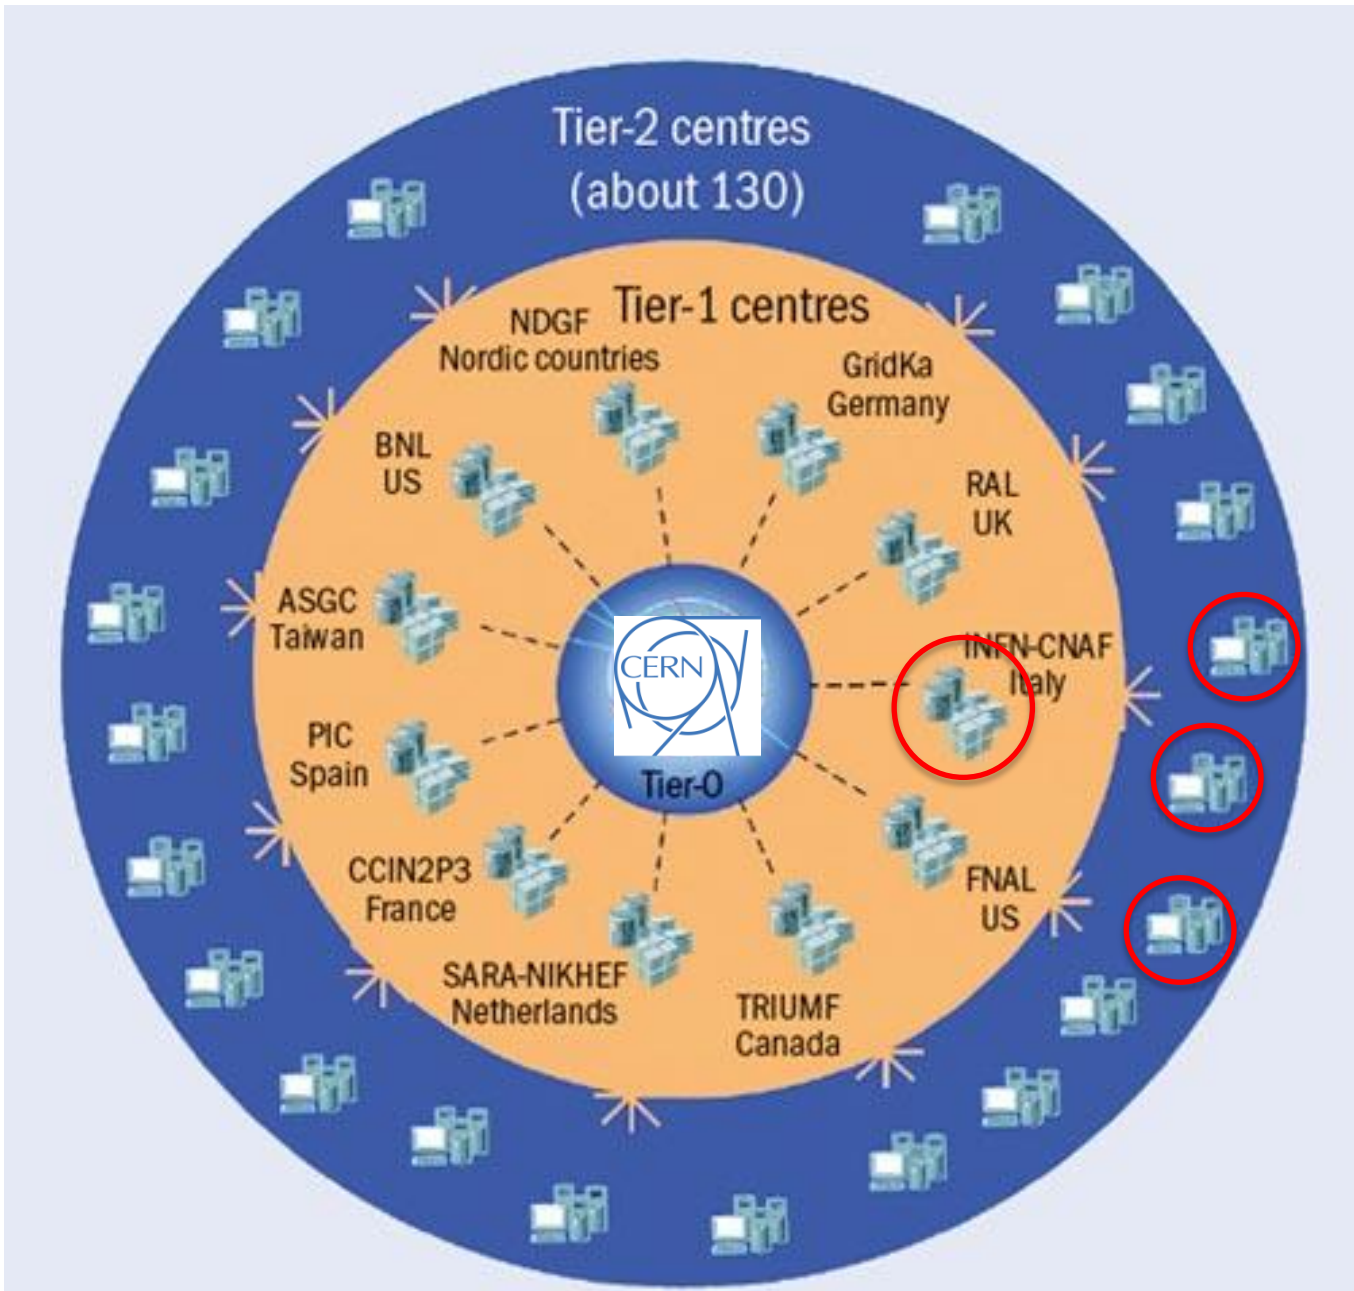 Tier-2 centres
(about 130)
Tier-1 centres
NDGF
Nordic countries
GridKa
Germany
BNL
US
RAL
UK
ASGC
Taiwan
INFN-CNAF
Italy
CERN
PIC
Spain
Tier-0
CCIN2P3
France
FNAL
US
SARA-NIKHEF
Netherlands
TRIUMF
Canada